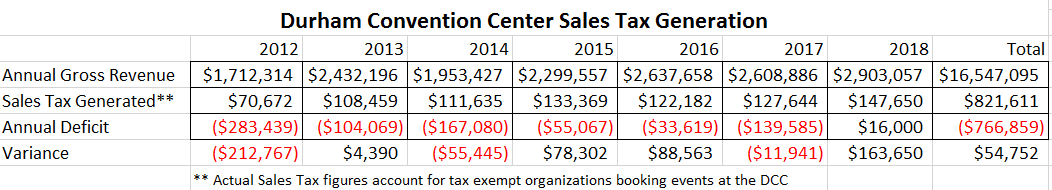 Durham Convention Center Sales Tax Generation
2012 2013 2014 2015 2016 2017 2018 Total
Annual Gross Revenue $1,712,314 $2,432,196 $1,953,427 $2,299,557 $2,637,658 $2,608,886 $2,903,057 $16,547,095
Sales Tax Generated** $70,672 $108,459 $111,635 $133,369 $122,182 $127,644 $147,650 $821,611
Annual Deficit ($283,439) ($104,069) ($167,080) ($55,067) ($33,619) ($139,585) $16,000 ($766,859)
Variance ($212,767) $4,390 ($55,445) $78,302 $88,563 ($11,941) $163,650 $54,752
** Actual Sales Tax figures account for tax exempt organizations booking events at the DCC